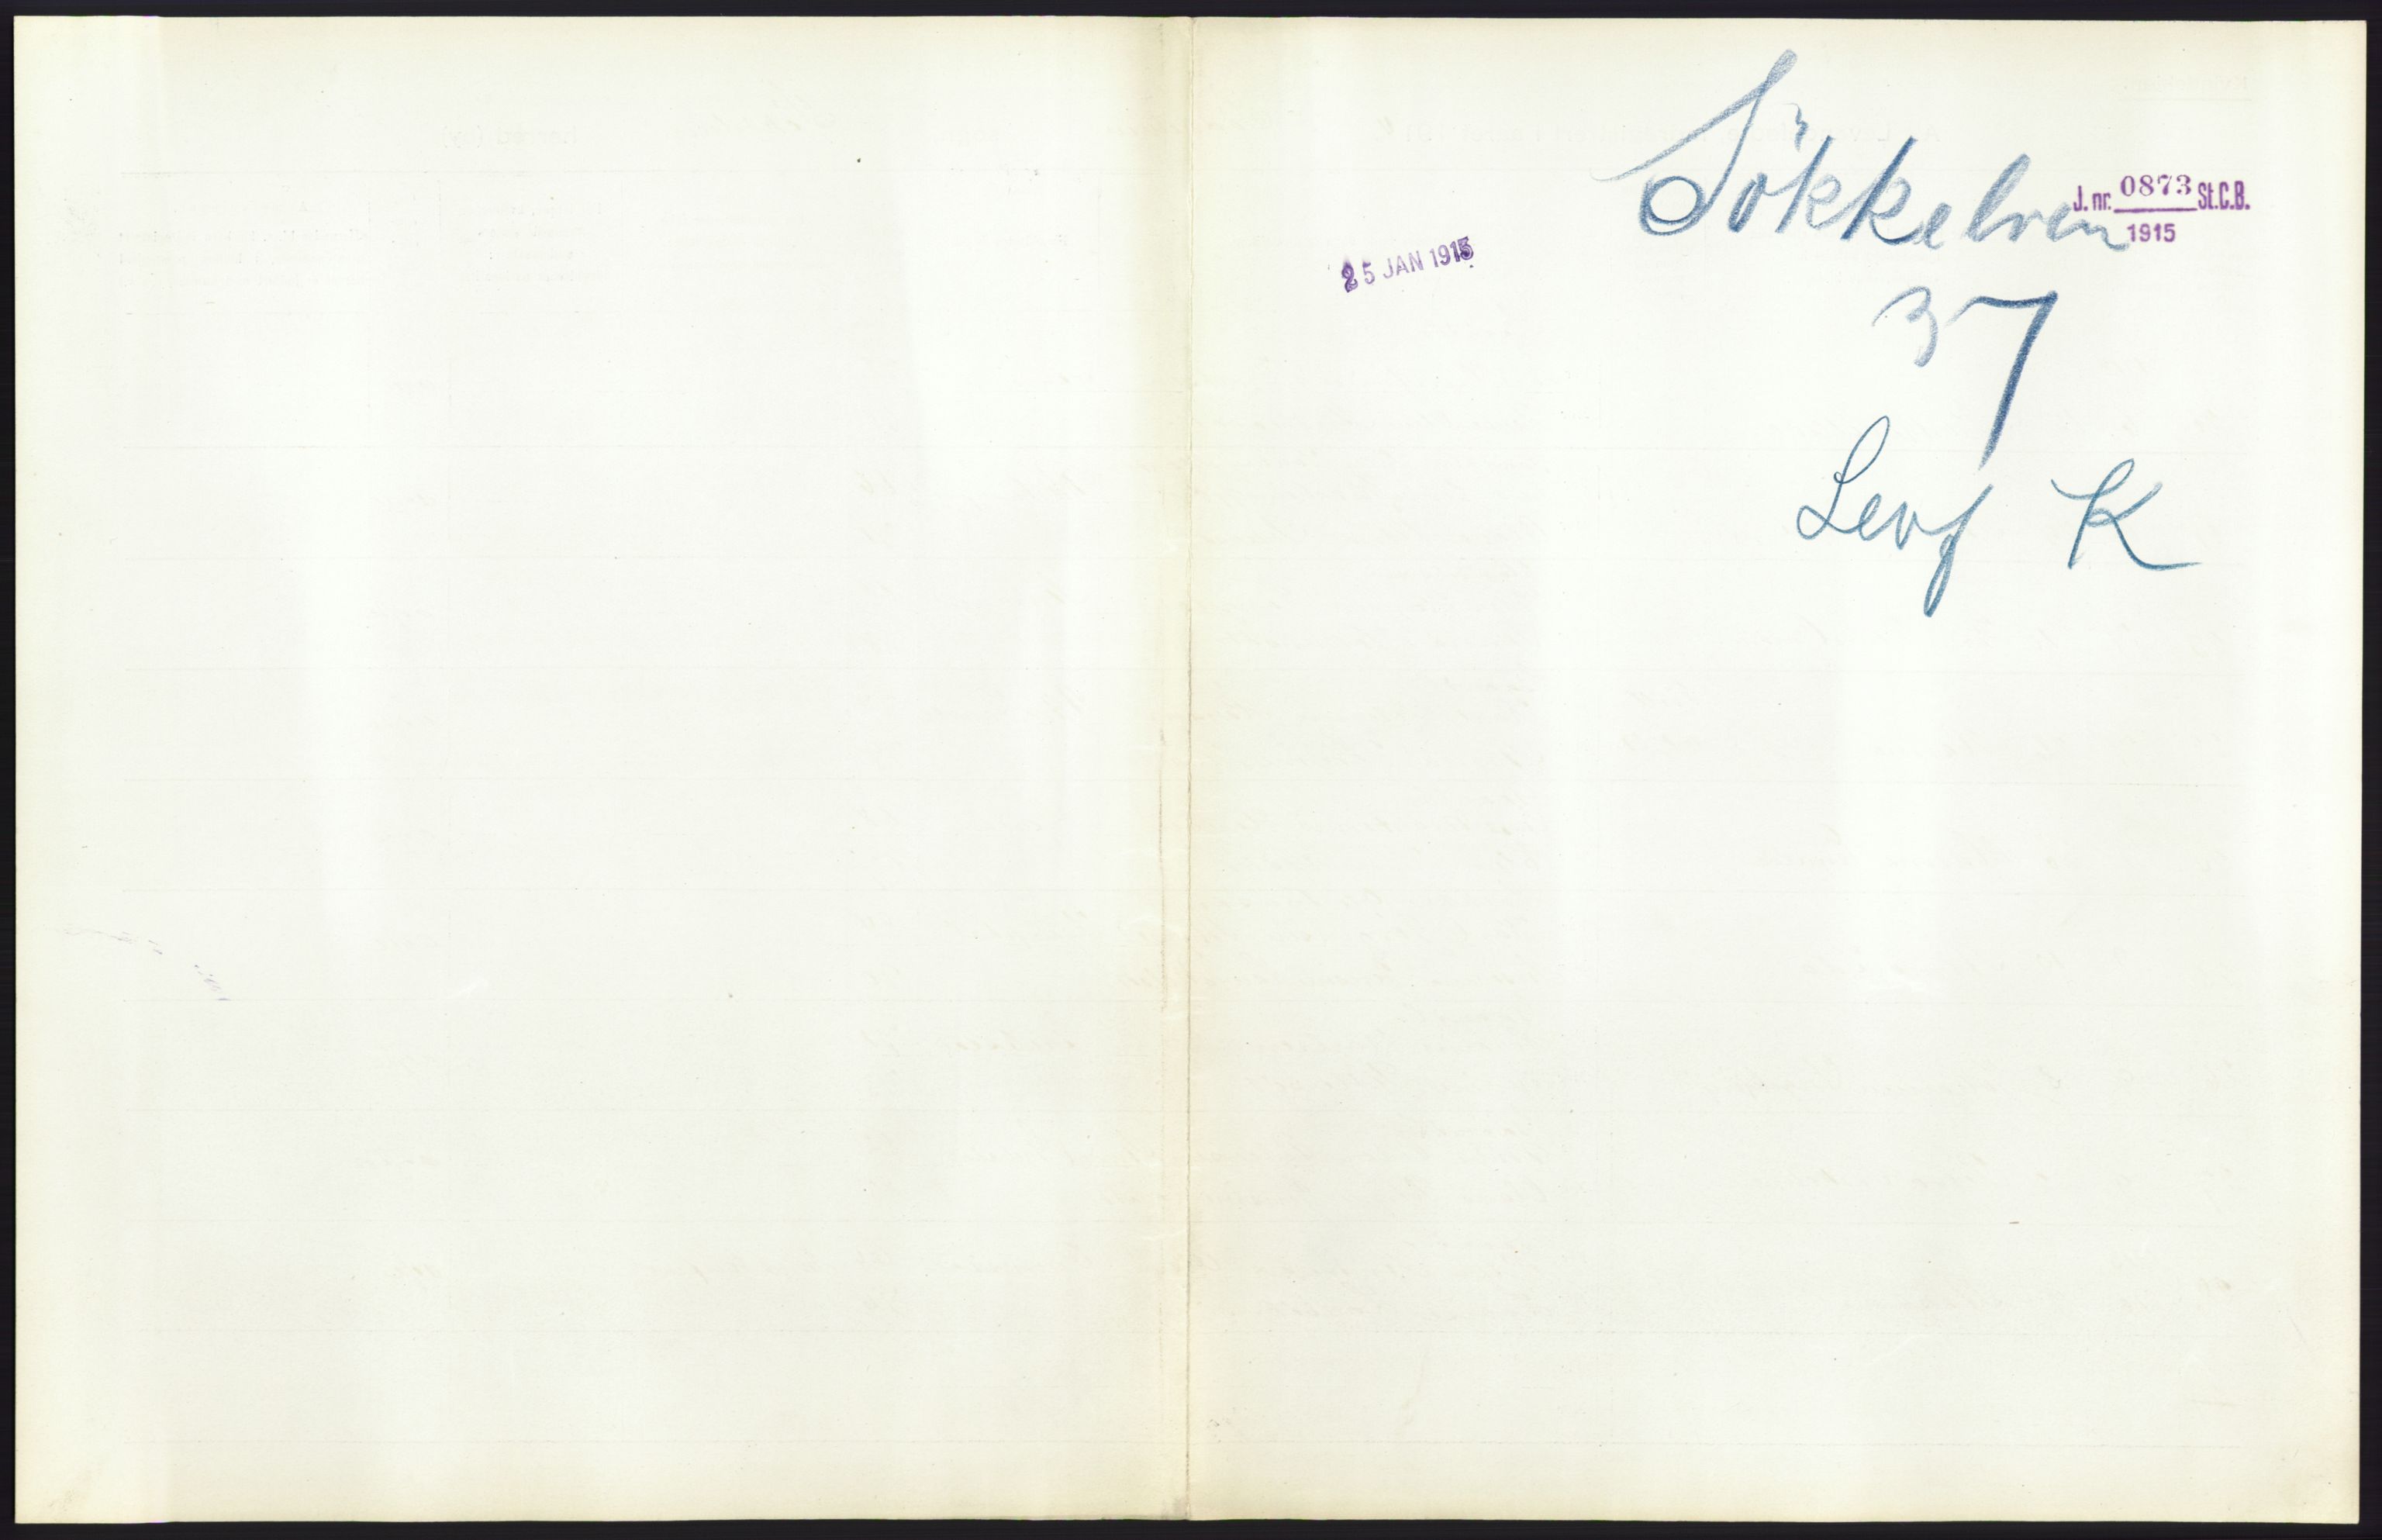 Sökkelven
J. nr. 0873 St.C.B.
1915
25 JAN 1915
37
Levf K